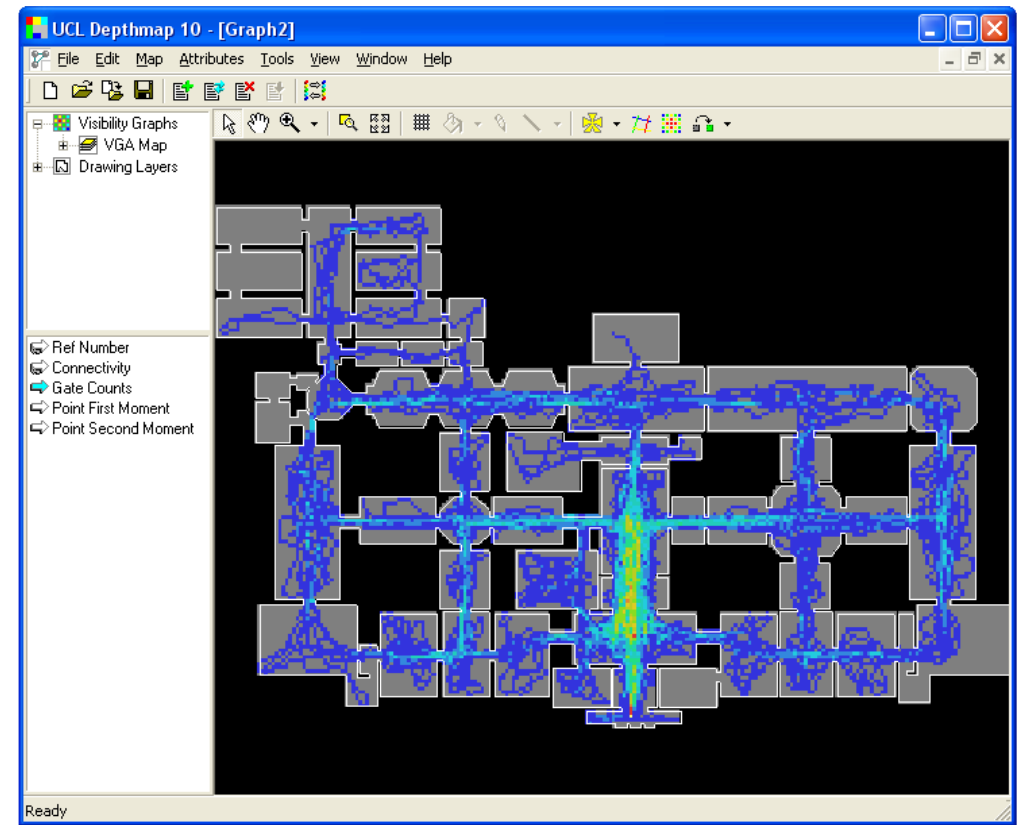 UCL Depthmap 10 - [Graph2]
File Edit Map Attributes Tools View Window Help
Visibility Graphs
VGA Map
Drawing Layers
Ref Number
Connectivity
Gate Counts
Point First Moment
Point Second Moment
Ready